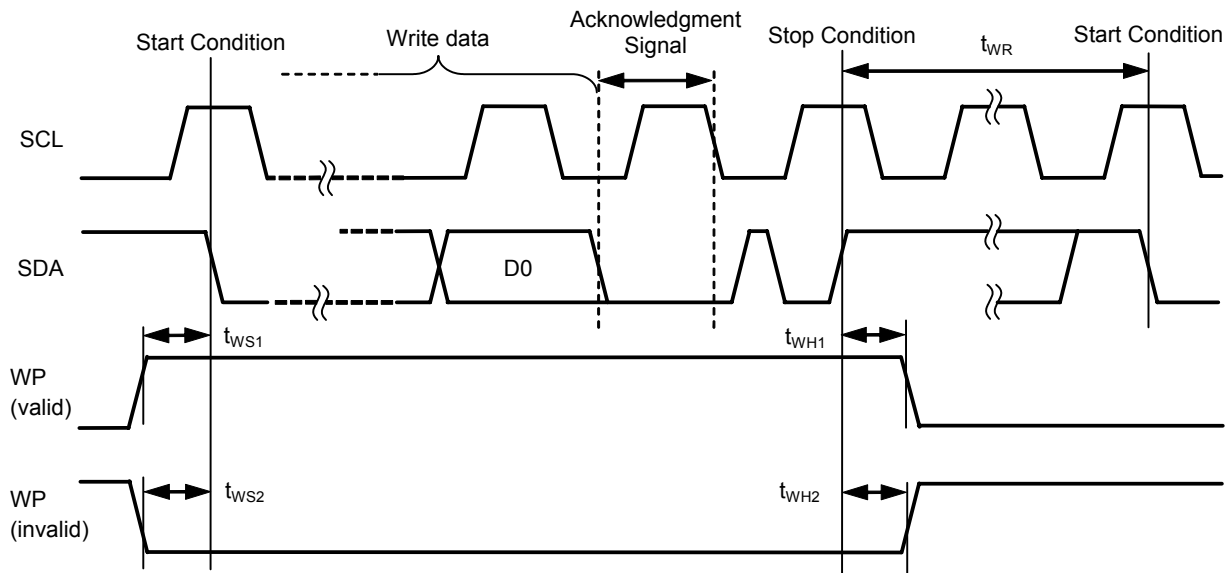 Acknowledgment
Signal
Start Condition
Write data
Stop Condition
tWR
Start Condition
SCL
SDA
D0
tWS1
tWH1
WP
(valid)
WP
(invalid)
tWS2
tWH2